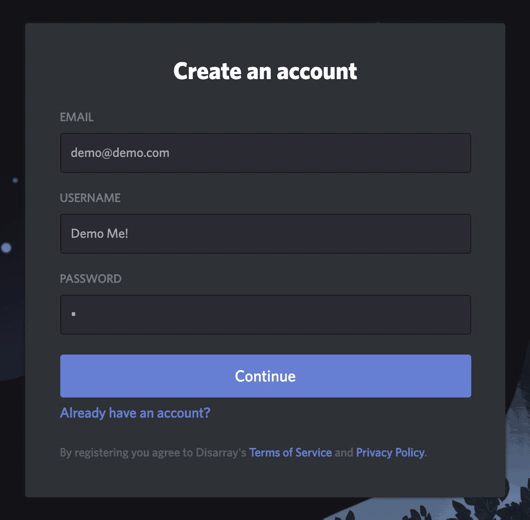 Create an account
EMAIL
demo@demo.com
USERNAME
Demo Me!
PASSWORD
Continue
Already have an account?
By registering you agree to Disarray's Terms of Service and Privacy Policy.